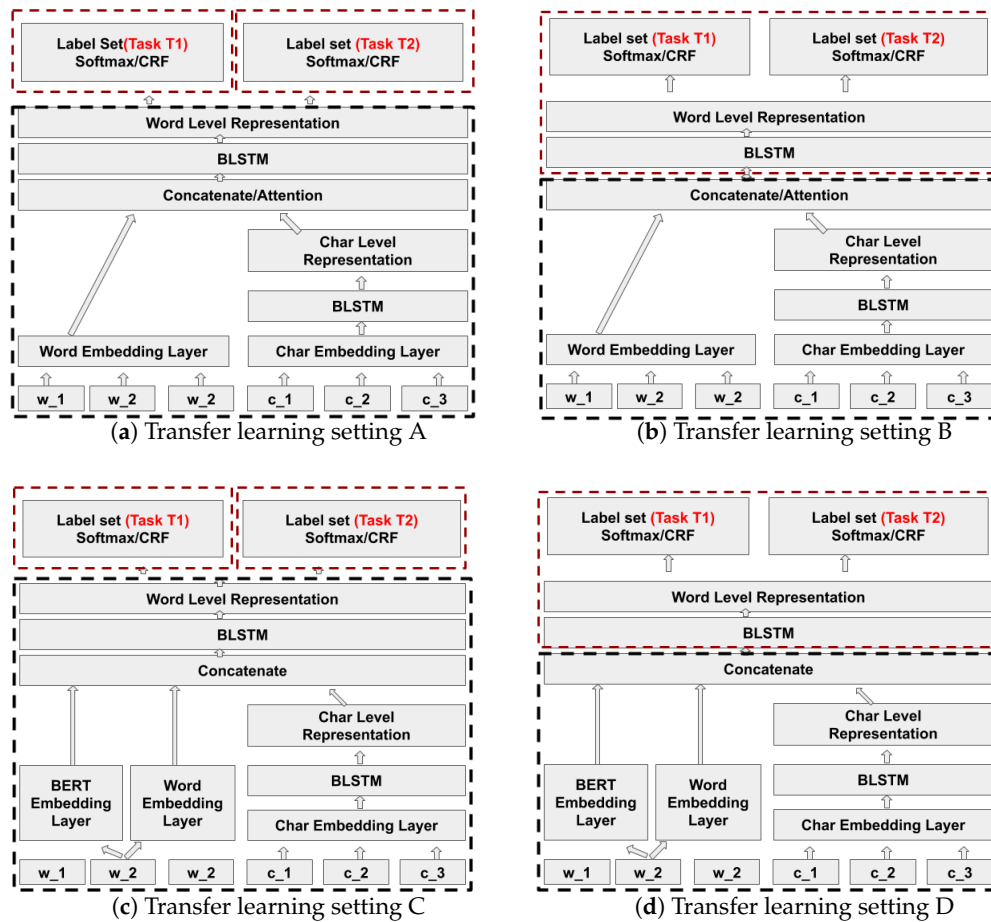 Label Set(Task T1)
Softmax/CRF
Label set (Task T2)
Softmax/CRF
Word Level Representation
BLSTM
Concatenate/Attention
Char Level
Representation
BLSTM
Word Embedding Layer
Char Embedding Layer
w_1 w_2 w_2 c_1 c_2 c_3
(a) Transfer learning setting A
Label set (Task T1)
Softmax/CRF
Label set (Task T2)
Softmax/CRF
Word Level Representation
BLSTM
Concatenate/Attention
Char Level
Representation
BLSTM
Word Embedding Layer
Char Embedding Layer
w_1 w_2 w_2 c_1 c_2 c_3
(b) Transfer learning setting B
Label set (Task T1)
Softmax/CRF
Label set (Task T2)
Softmax/CRF
Word Level Representation
BLSTM
Concatenate
Char Level
Representation
BERT
Embedding
Layer
Word
Embedding
Layer
BLSTM
Char Embedding Layer
w_1 w_2 w_2 c_1 c_2 c_3
(c) Transfer learning setting C
Label set (Task T1)
Softmax/CRF
Label set (Task T2)
Softmax/CRF
Word Level Representation
BLSTM
Concatenate
Char Level
Representation
BERT
Embedding
Layer
Word
Embedding
Layer
BLSTM
Char Embedding Layer
w_1 w_2 w_2 c_1 c_2 c_3
(d) Transfer learning setting D